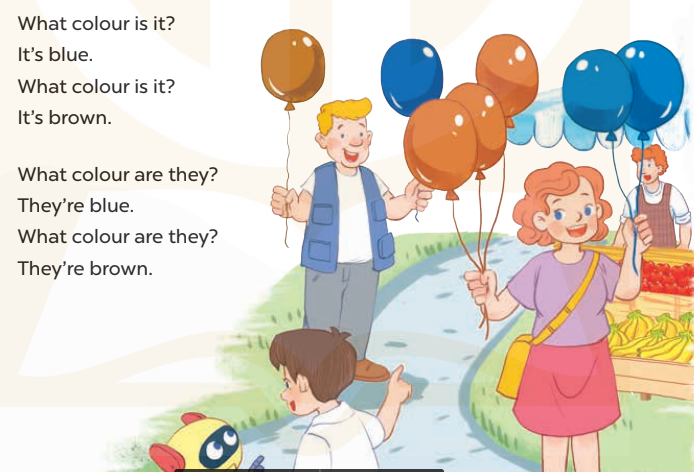 What colour is it?
It's blue.
What colour is it?
It's brown.
What colour are they?
They're blue.
What colour are they?
They're brown.